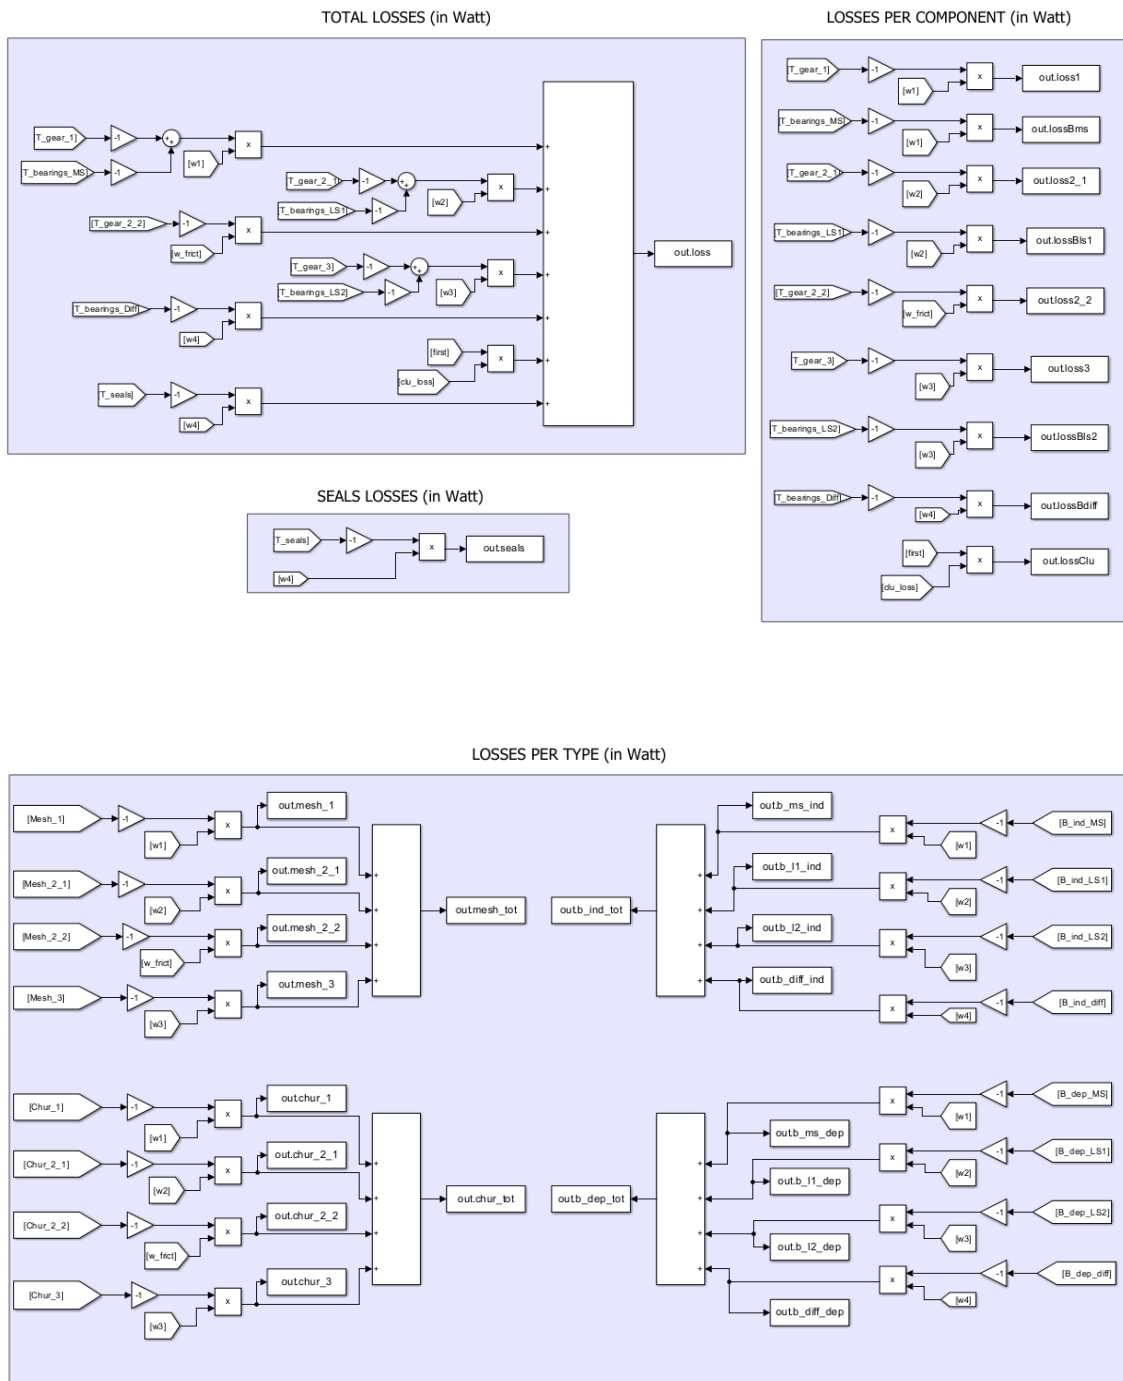 TOTAL LOSSES (in Watt)
[T_gear_1]
-1
+
+
[T_bearings_MS]
-1
[w1]
x
+
[T_gear_2_1]
-1
+
+
[T_bearings_LS1]
-1
[w2]
x
+
[T_gear_2_2]
-1
[w_frict]
x
+
[T_gear_3]
-1
+
+
[T_bearings_LS2]
-1
[w3]
x
+
[T_bearings_Diff]
-1
[w4]
x
+
[first]
[clu_loss]
x
+
[T_seals]
-1
[w4]
x
+
out.loss
SEALS LOSSES (in Watt)
[T_seals]
-1
[w4]
x
out.seals
LOSSES PER COMPONENT (in Watt)
[T_gear_1]
-1
[w1]
x
out.loss1
[T_bearings_MS]
-1
[w1]
x
out.lossBms
[T_gear_2_1]
-1
[w2]
x
out.loss2_1
[T_bearings_LS1]
-1
[w2]
x
out.lossBls1
[T_gear_2_2]
-1
[w_frict]
x
out.loss2_2
[T_gear_3]
-1
[w3]
x
out.loss3
[T_bearings_LS2]
-1
[w3]
x
out.lossBls2
[T_bearings_Diff]
-1
[w4]
x
out.lossBdiff
[first]
[clu_loss]
x
out.lossClu
LOSSES PER TYPE (in Watt)
[Mesh_1]
-1
[w1]
x
out.mesh_1
+
[Mesh_2_1]
-1
[w2]
x
out.mesh_2_1
+
[Mesh_2_2]
-1
[w_frict]
x
out.mesh_2_2
+
[Mesh_3]
-1
[w3]
x
out.mesh_3
+
out.mesh_tot
out.b_ms_ind
+
x
-1
[B_ind_MS]
[w1]
out.b_l1_ind
+
x
-1
[B_ind_LS1]
[w2]
out.b_ind_tot
out.b_l2_ind
+
x
-1
[B_ind_LS2]
[w3]
out.b_diff_ind
+
x
-1
[B_ind_diff]
[w4]
[Chur_1]
-1
[w1]
x
out.chur_1
+
[Chur_2_1]
-1
[w2]
x
out.chur_2_1
+
[Chur_2_2]
-1
[w_frict]
x
out.chur_2_2
+
[Chur_3]
-1
[w3]
x
out.chur_3
+
out.chur_tot
+
out.b_ms_dep
x
-1
[B_dep_MS]
[w1]
+
out.b_l1_dep
x
-1
[B_dep_LS1]
[w2]
out.b_dep_tot
+
out.b_l2_dep
x
-1
[B_dep_LS2]
[w3]
+
out.b_diff_dep
x
-1
[B_dep_diff]
[w4]